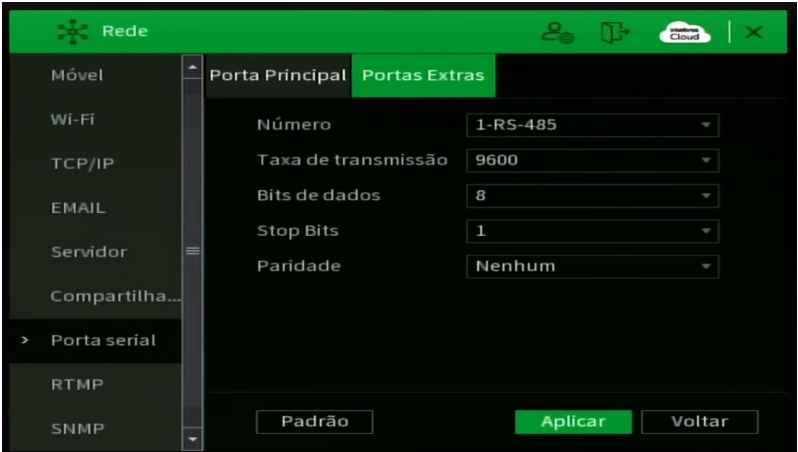 Rede
intelbras
Cloud
Móvel
Wi-Fi
TCP/IP
EMAIL
Servidor
Compartilha...
Porta serial
RTMP
SNMP
Porta Principal
Portas Extras
Número 1-RS-485
Taxa de transmissão 9600
Bits de dados 8
Stop Bits 1
Paridade Nenhum
Padrão
Aplicar
Voltar